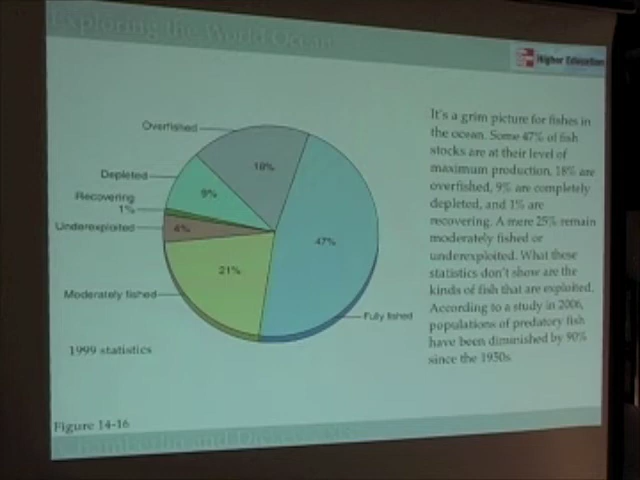 Exploring the World Ocean
Higher Education
Overfished
18%
Depleted
9%
Recovering
1%
Underexploited
4%
47%
21%
Moderately fished
Fully fished
1999 statistics
It's a grim picture for fishes in
the ocean. Some 47% of fish
stocks are at their level of
maximum production, 18% are
overfished, 9% are completely
depleted, and 1% are
recovering. A mere 25% remain
moderately fished or
underexploited. What these
statistics don't show are the
kinds of fish that are exploited.
According to a study in 2006,
populations of predatory fish
have been diminished by 90%
since the 1950s.
Figure 14-16